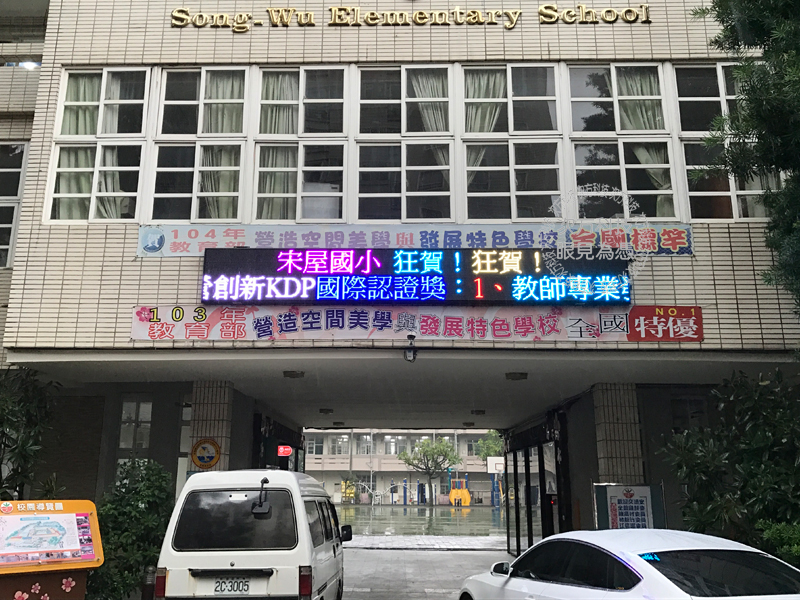 Song-Wu Elementary School
104年
教育部
營造空間美學與發展特色學校
全國標竿
眼見為憑
宋屋國小 狂賀！狂賀！
創新KDP國際認證獎：1、教師專業
103年
教育部
營造空間美學與發展特色學校
全國
特優
NO.1
校園導覽圖
2C-3005